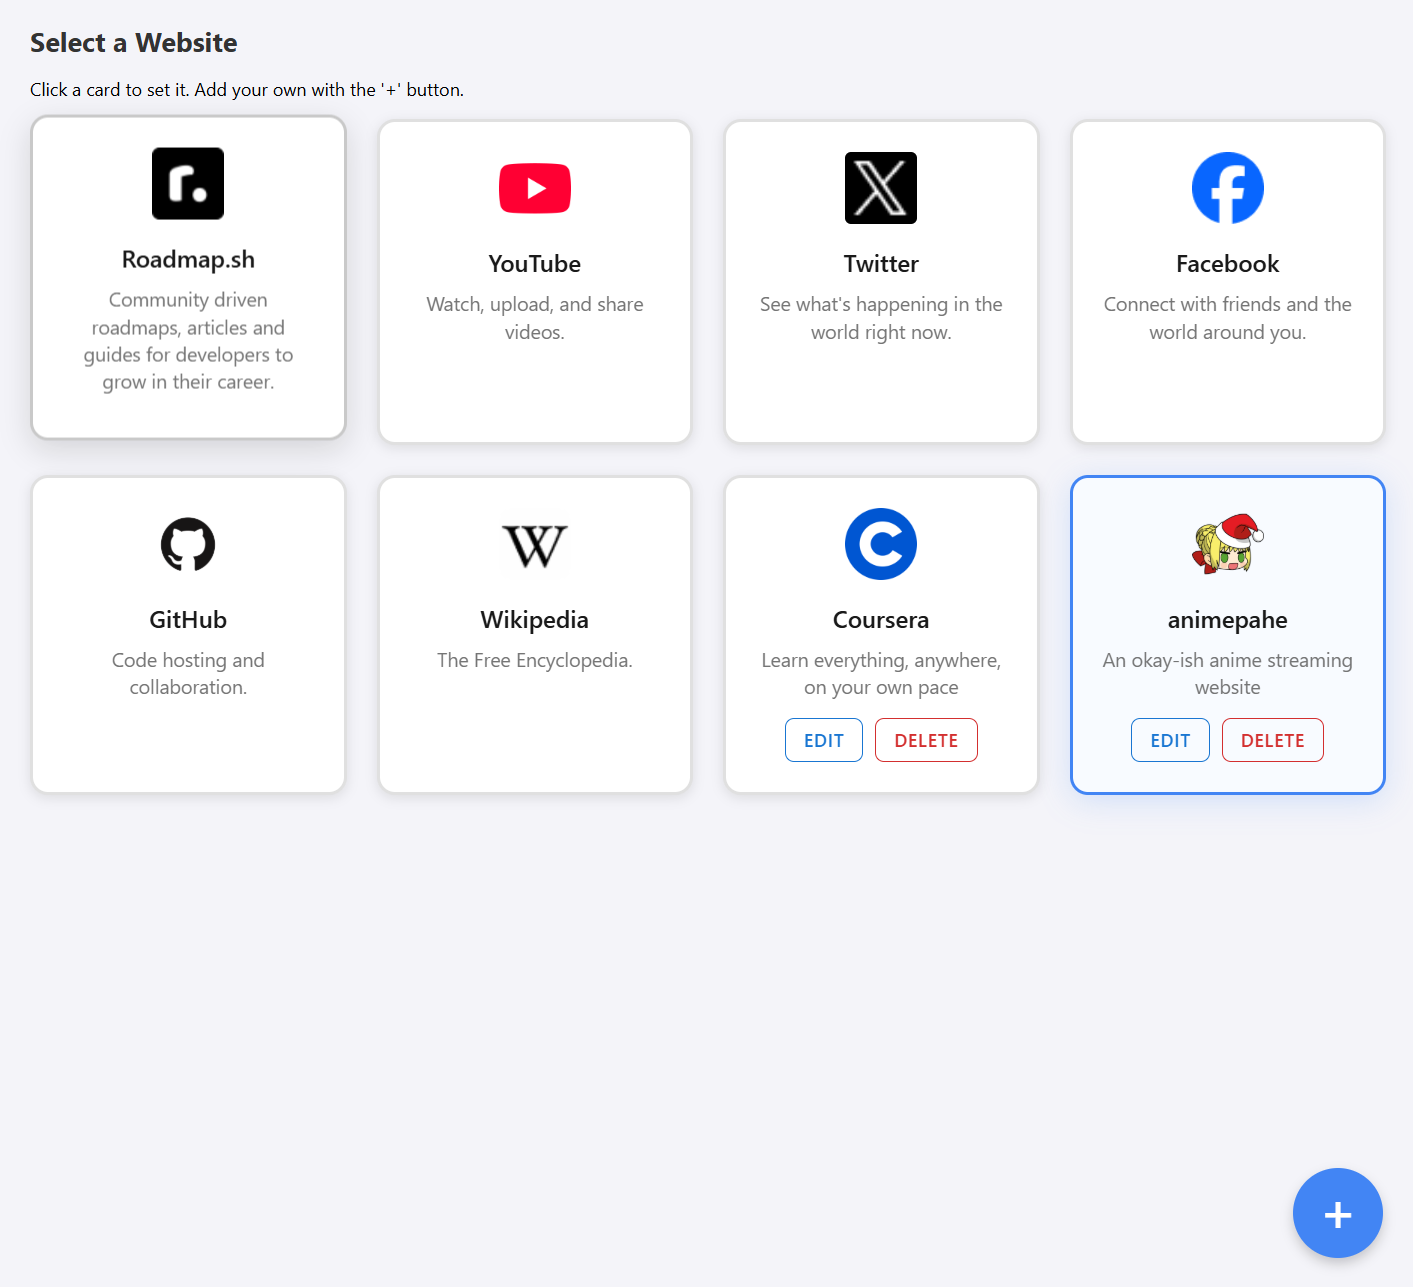 Select a Website
Click a card to set it. Add your own with the '+' button.
r.
Roadmap.sh
Community driven
roadmaps, articles and
guides for developers to
grow in their career.
YouTube
Watch, upload, and share
videos.
X
Twitter
See what's happening in the
world right now.
f
Facebook
Connect with friends and the
world around you.
GitHub
Code hosting and
collaboration.
W
Wikipedia
The Free Encyclopedia.
C
Coursera
Learn everything, anywhere,
on your own pace
EDIT DELETE
animepahe
An okay-ish anime streaming
website
EDIT DELETE
+